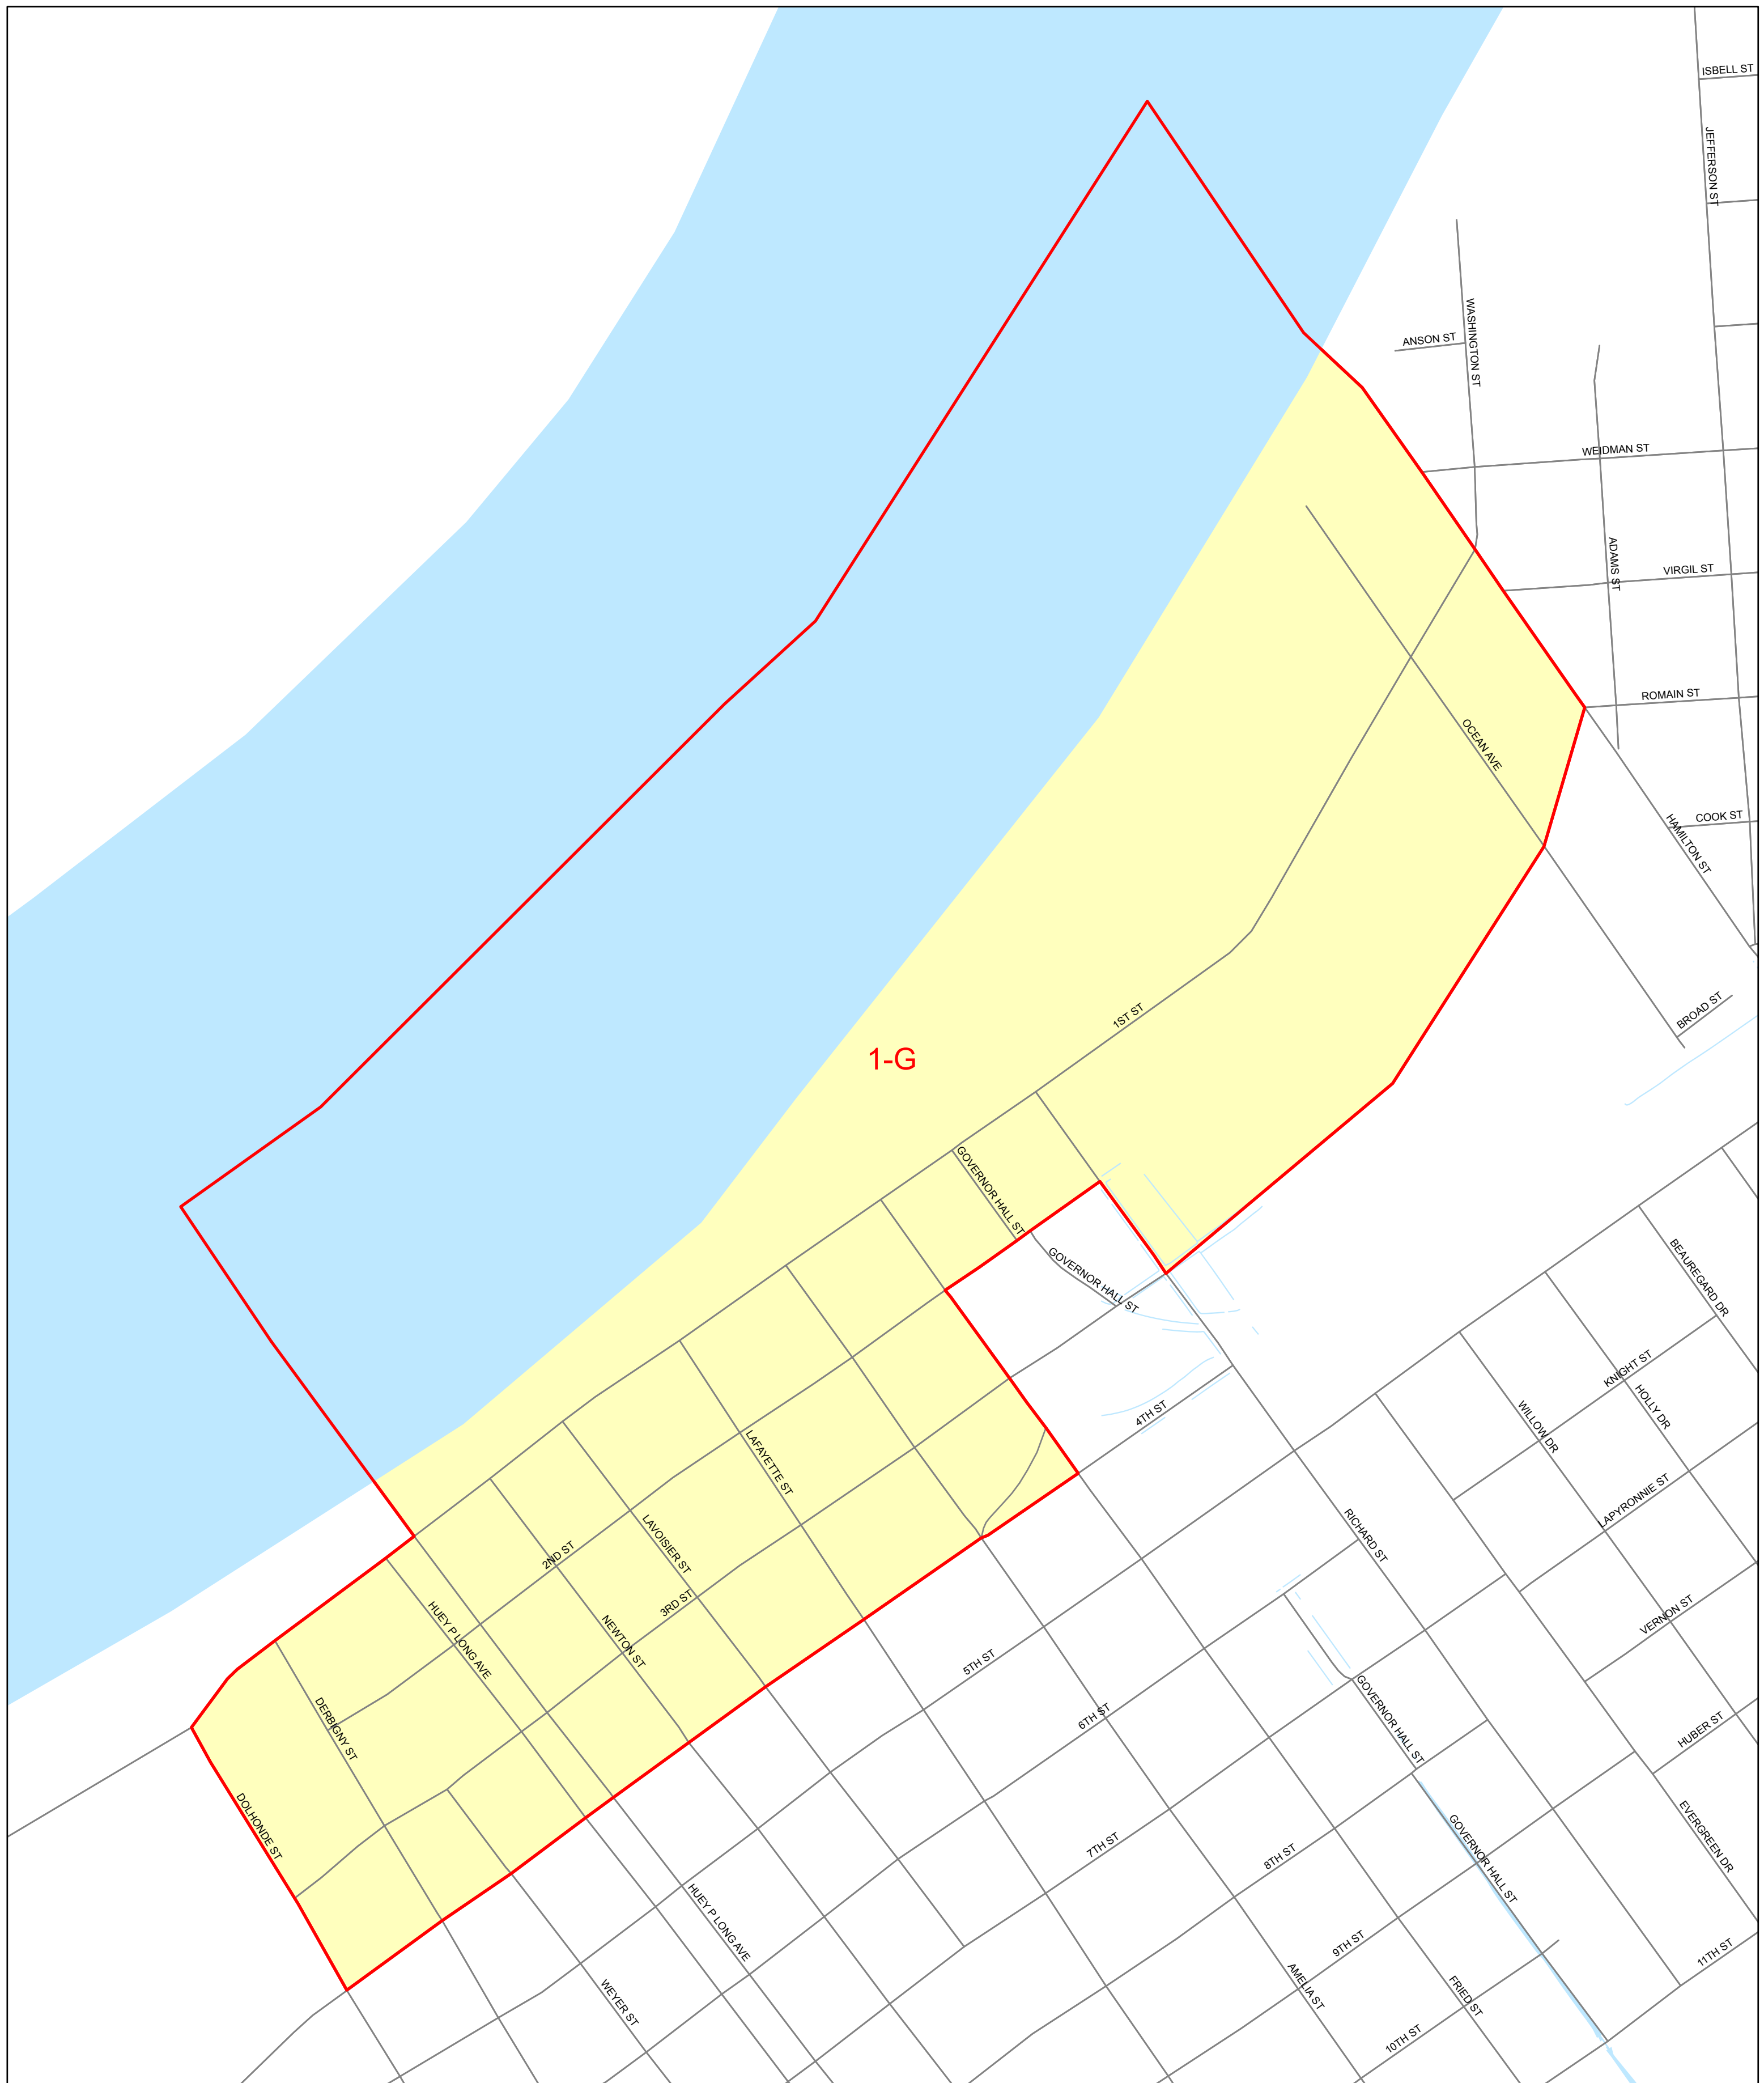 ISBELL ST
JEFFERSON ST
WASHINGTON ST
ANSON ST
WEIDMAN ST
ADAMS ST
VIRGIL ST
ROMAIN ST
OCEAN AVE
COOK ST
HAMILTON ST
BROAD ST
1ST ST
1-G
GOVERNOR HALL ST
GOVERNOR HALL ST
BEAUREGARD DR
KNIGHT ST
HOLLY DR
WILLOW DR
4TH ST
LAFAYETTE ST
LAPYRONNIE ST
LAVOISIER ST
RICHARD ST
2ND ST
3RD ST
HUEY P LONG AVE
NEWTON ST
VERNON ST
5TH ST
GOVERNOR HALL ST
6TH ST
DERBIGNY ST
HUBER ST
DOLHONDE ST
7TH ST
8TH ST
EVERGREEN DR
GOVERNOR HALL ST
HUEY P LONG AVE
9TH ST
11TH ST
WEYER ST
AMELIA ST
FRIED ST
10TH ST